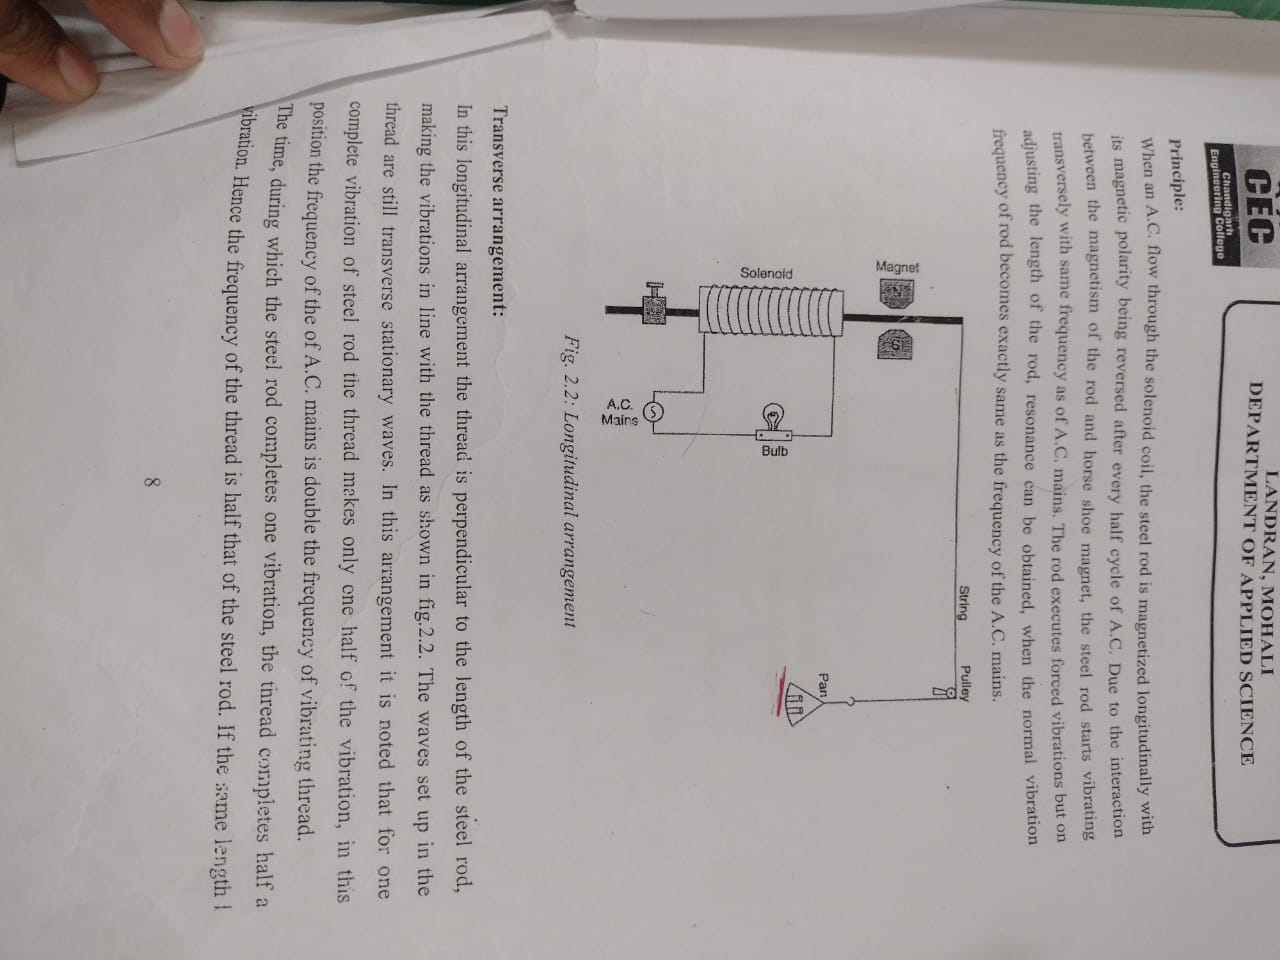 CEC
Chandigarh
Engineering College
LANDRAN, MOHALI
DEPARTMENT OF APPLIED SCIENCE
Principle:
When an A.C. flow through the solenoid coil, the steel rod is magnetized longitudinally with
its magnetic polarity being reversed after every half cycle of A.C. Due to the interaction
between the magnetism of the rod and horse shoe magnet, the steel rod starts vibrating
transversely with same frequency as of A.C. mains. The rod executes forced vibrations but on
adjusting the length of the rod, resonance can be obtained, when the normal vibration
frequency of rod becomes exactly same as the frequency of the A.C. mains.
String
Pulley
Magnet
N
S
Pan
Solenoid
Bulb
A.C.
Mains
Fig. 2.2: Longitudinal arrangement
Transverse arrangement:
In this longitudinal arrangement the thread is perpendicular to the length of the steel rod,
making the vibrations in line with the thread as shown in fig.2.2. The waves set up in the
thread are still transverse stationary waves. In this arrangement it is noted that for one
complete vibration of steel rod the thread makes only one half of the vibration, in this
position the frequency of the of A.C. mains is double the frequency of vibrating thread.
The time, during which the steel rod completes one vibration, the thread completes half a
vibration. Hence the frequency of the thread is half that of the steel rod. If the same length l
8